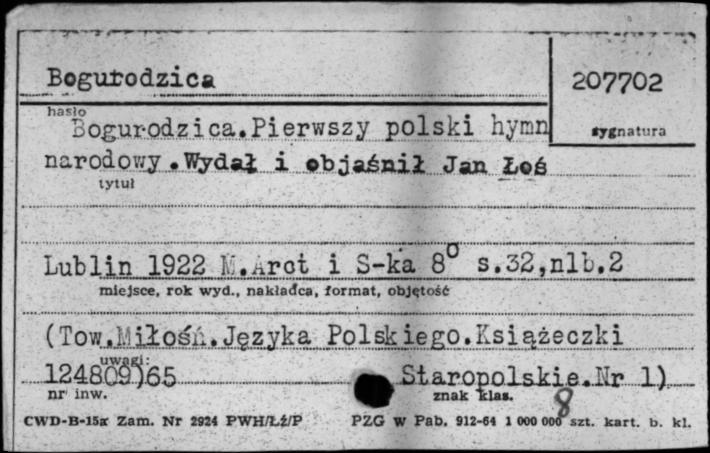 Bogurodzica
207702
hasło
Bogurodzica.Pierwszy polski hymn
sygnatura
narodowy.Wydał i objaśnił Jan Łoś
tytuł
Lublin 1922 M.Arct i S-ka 8° s.32,nlb.2
miejsce, rok wyd., nakładca, format, objętość
(Tow.Miłośń.Języka Polskiego.Książeczki
uwagi:
124809)65 Staropolskie.Nr 1)
nr inw. znak klas.
8
CWD-B-15a Zam. Nr 2924 PWH/Łź/P PZG w Pab. 912-64 1 000 000 szt. kart. b. kl.